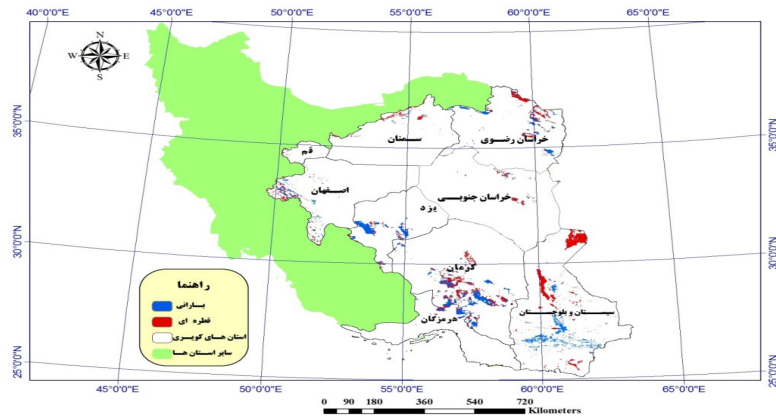 40°0'0"E 45°0'0"E 50°0'0"E 55°0'0"E 60°0'0"E 65°0'0"E
N
W E
S
35°0'0"N 35°0'0"N
خراسان رضوی
سمنان
قم
اصفهان
خراسان جنوبی
یزد
30°0'0"N 30°0'0"N
کرمان
راهنما
بارانی
قطره ای
استان های کویری
سایر استان ها
هرمزگان
سیستان و بلوچستان
25°0'0"N 25°0'0"N
45°0'0"E 50°0'0"E 55°0'0"E 60°0'0"E 65°0'0"E
0 90 180 360 540 720
Kilometers